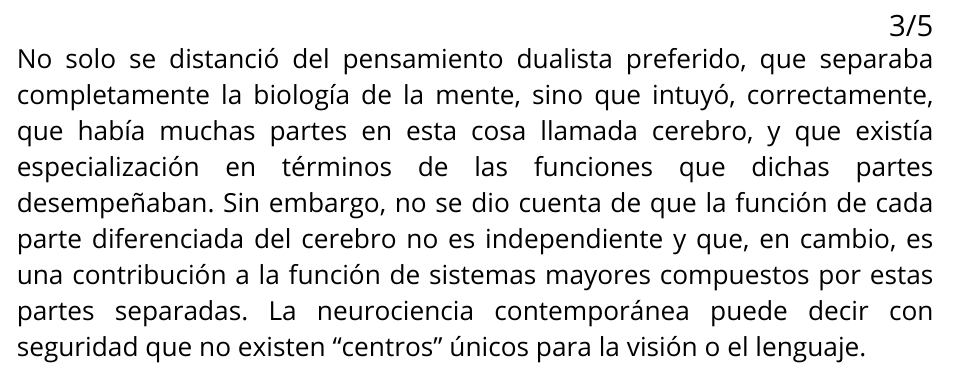 3/5
No solo se distanció del pensamiento dualista preferido, que separaba
completamente la biología de la mente, sino que intuyó, correctamente,
que había muchas partes en esta cosa llamada cerebro, y que existía
especialización en términos de las funciones que dichas partes
desempeñaban. Sin embargo, no se dio cuenta de que la función de cada
parte diferenciada del cerebro no es independiente y que, en cambio, es
una contribución a la función de sistemas mayores compuestos por estas
partes separadas. La neurociencia contemporánea puede decir con
seguridad que no existen “centros” únicos para la visión o el lenguaje.